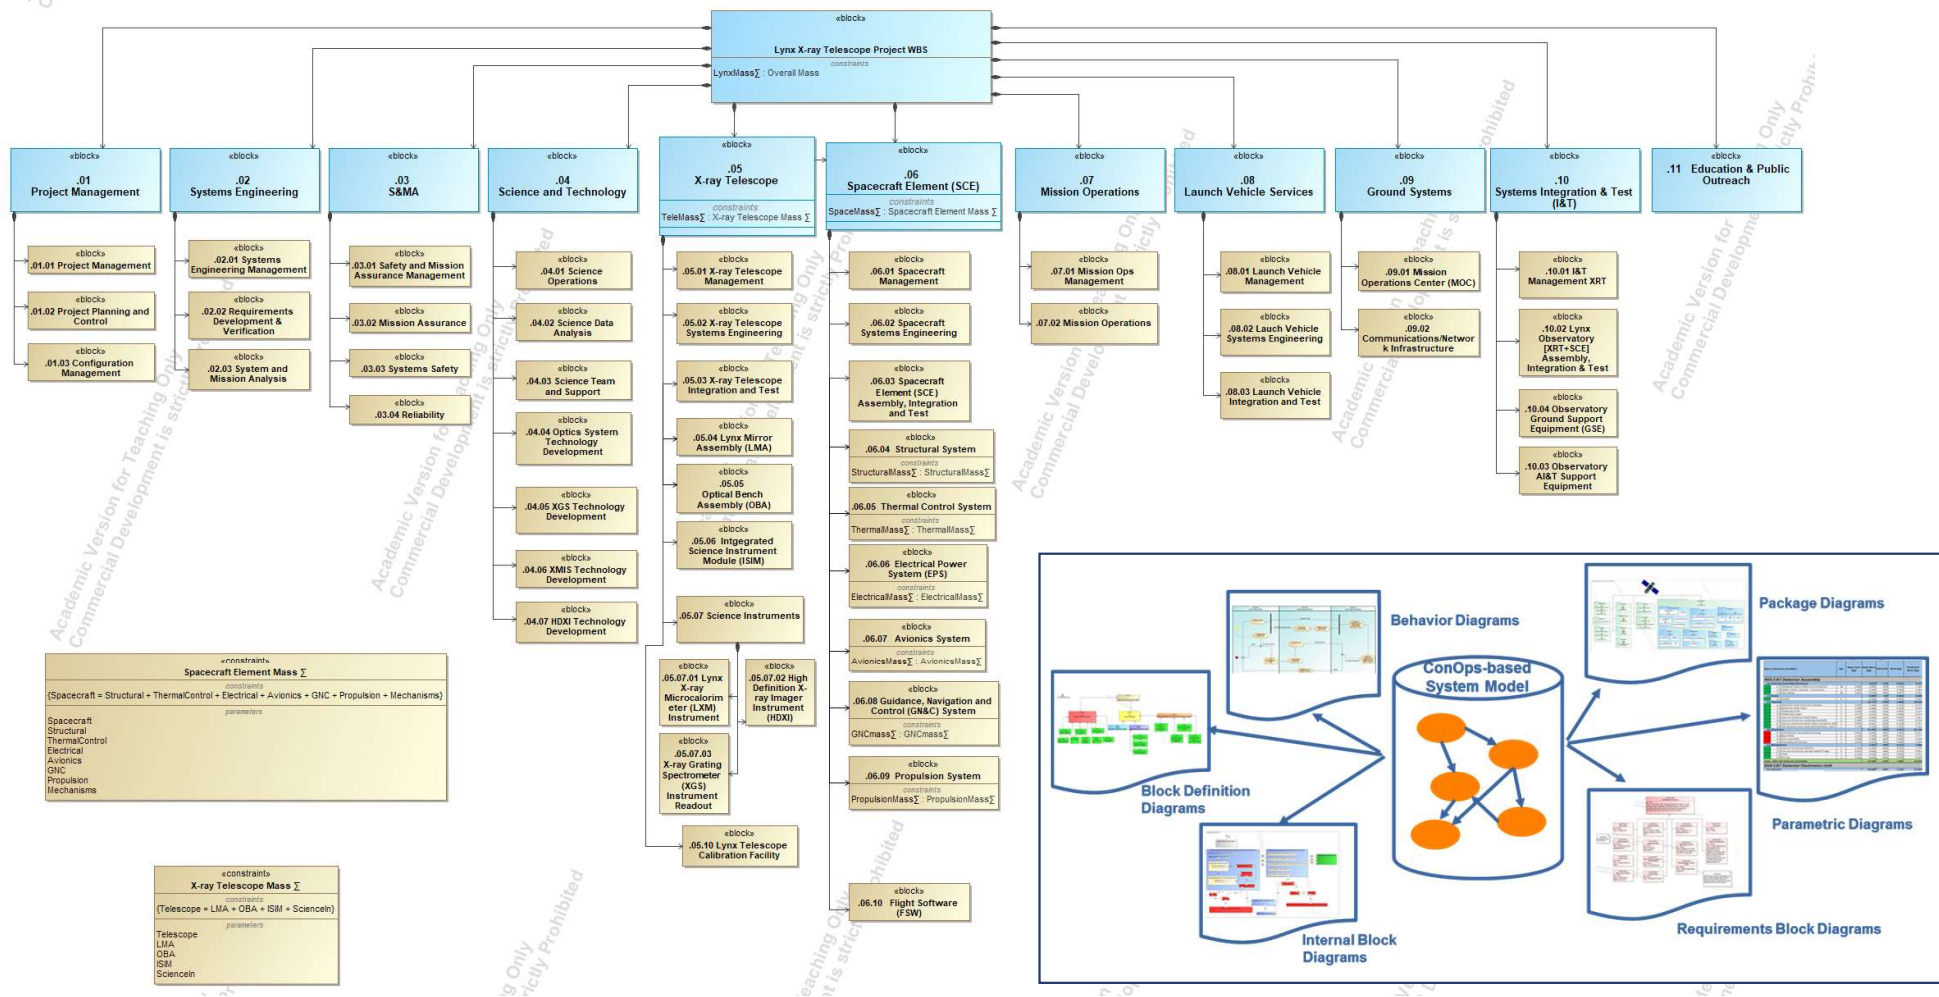 «block»
Lynx X-ray Telescope Project WBS
constraints
LynxMass∑ : Overall Mass
«block»
.01
Project Management
«block»
.02
Systems Engineering
«block»
.03
S&MA
«block»
.04
Science and Technology
«block»
.05
X-ray Telescope
constraints
TeleMass∑ : X-ray Telescope Mass ∑
«block»
.06
Spacecraft Element (SCE)
constraints
SpaceMass∑ : Spacecraft Element Mass ∑
«block»
.07
Mission Operations
«block»
.08
Launch Vehicle Services
«block»
.09
Ground Systems
«block»
.10
Systems Integration & Test
(I&T)
«block»
.11 Education & Public
Outreach
«block»
.01.01 Project Management
«block»
.01.02 Project Planning and
Control
«block»
.01.03 Configuration
Management
«block»
.02.01 Systems
Engineering Management
«block»
.02.02 Requirements
Development &
Verification
«block»
.02.03 System and
Mission Analysis
«block»
.03.01 Safety and Mission
Assurance Management
«block»
.03.02 Mission Assurance
«block»
.03.03 Systems Safety
«block»
.03.04 Reliability
«block»
.04.01 Science
Operations
«block»
.04.02 Science Data
Analysis
«block»
.04.03 Science Team
and Support
«block»
.04.04 Optics System
Technology
Development
«block»
.04.05 XGS Technology
Development
«block»
.04.06 XMIS Technology
Development
«block»
.04.07 HDXI Technology
Development
«block»
.05.01 X-ray Telescope
Management
«block»
.05.02 X-ray Telescope
Systems Engineering
«block»
.05.03 X-ray Telescope
Integration and Test
«block»
.05.04 Lynx Mirror
Assembly (LMA)
«block»
.05.05
Optical Bench
Assembly (OBA)
«block»
.05.06 Intgegrated
Science Instrument
Module (ISIM)
«block»
.05.07 Science Instruments
«block»
.05.07.01 Lynx
X-ray
Microcalorim
eter (LXM)
Instrument
«block»
.05.07.02 High
Definition X-
ray Imager
Instrument
(HDXI)
«block»
.05.07.03
X-ray Grating
Spectrometer
(XGS)
Instrument
Readout
«block»
.05.10 Lynx Telescope
Calibration Facility
«block»
.06.01 Spacecraft
Management
«block»
.06.02 Spacecraft
Systems Engineering
«block»
.06.03 Spacecraft
Element (SCE)
Assembly, Integration
and Test
«block»
.06.04 Structural System
constraints
StructuralMass∑ : StructuralMass∑
«block»
.06.05 Thermal Control System
constraints
ThermalMass∑ : ThermalMass∑
«block»
.06.06 Electrical Power
System (EPS)
constraints
ElectricalMass∑ : ElectricalMass∑
«block»
.06.07 Avionics System
constraints
AvionicsMass∑ : AvionicsMass∑
«block»
.06.08 Guidance, Navigation and
Control (GN&C) System
constraints
GNCmass∑ : GNCmass∑
«block»
.06.09 Propulsion System
constraints
PropulsionMass∑ : PropulsionMass∑
«block»
.06.10 Flight Software
(FSW)
«block»
.07.01 Mission Ops
Management
«block»
.07.02 Mission Operations
«block»
.08.01 Launch Vehicle
Management
«block»
.08.02 Lauch Vehicle
Systems Engineering
«block»
.08.03 Launch Vehicle
Integration and Test
«block»
.09.01 Mission
Operations Center (MOC)
«block»
.09.02
Communications/Networ
k Infrastructure
«block»
.10.01 I&T
Management XRT
«block»
.10.02 Lynx
Observatory
[XRT+SCE]
Assembly,
Integration & Test
«block»
.10.04 Observatory
Ground Support
Equipment (GSE)
«block»
.10.03 Observatory
AI&T Support
Equipment
«constraint»
Spacecraft Element Mass ∑
constraints
{Spacecraft = Structural + ThermalControl + Electrical + Avionics + GNC + Propulsion + Mechanisms}
parameters
Spacecraft
Structural
ThermalControl
Electrical
Avionics
GNC
Propulsion
Mechanisms
«constraint»
X-ray Telescope Mass ∑
constraints
{Telescope = LMA + OBA + ISIM + ScienceIn}
parameters
Telescope
LMA
OBA
ISIM
ScienceIn
Behavior Diagrams
Package Diagrams
ConOps-based
System Model
Block Definition
Diagrams
Parametric Diagrams
Internal Block
Diagrams
Requirements Block Diagrams
Academic Version for Teaching Only
Commercial Development is strictly Prohibited